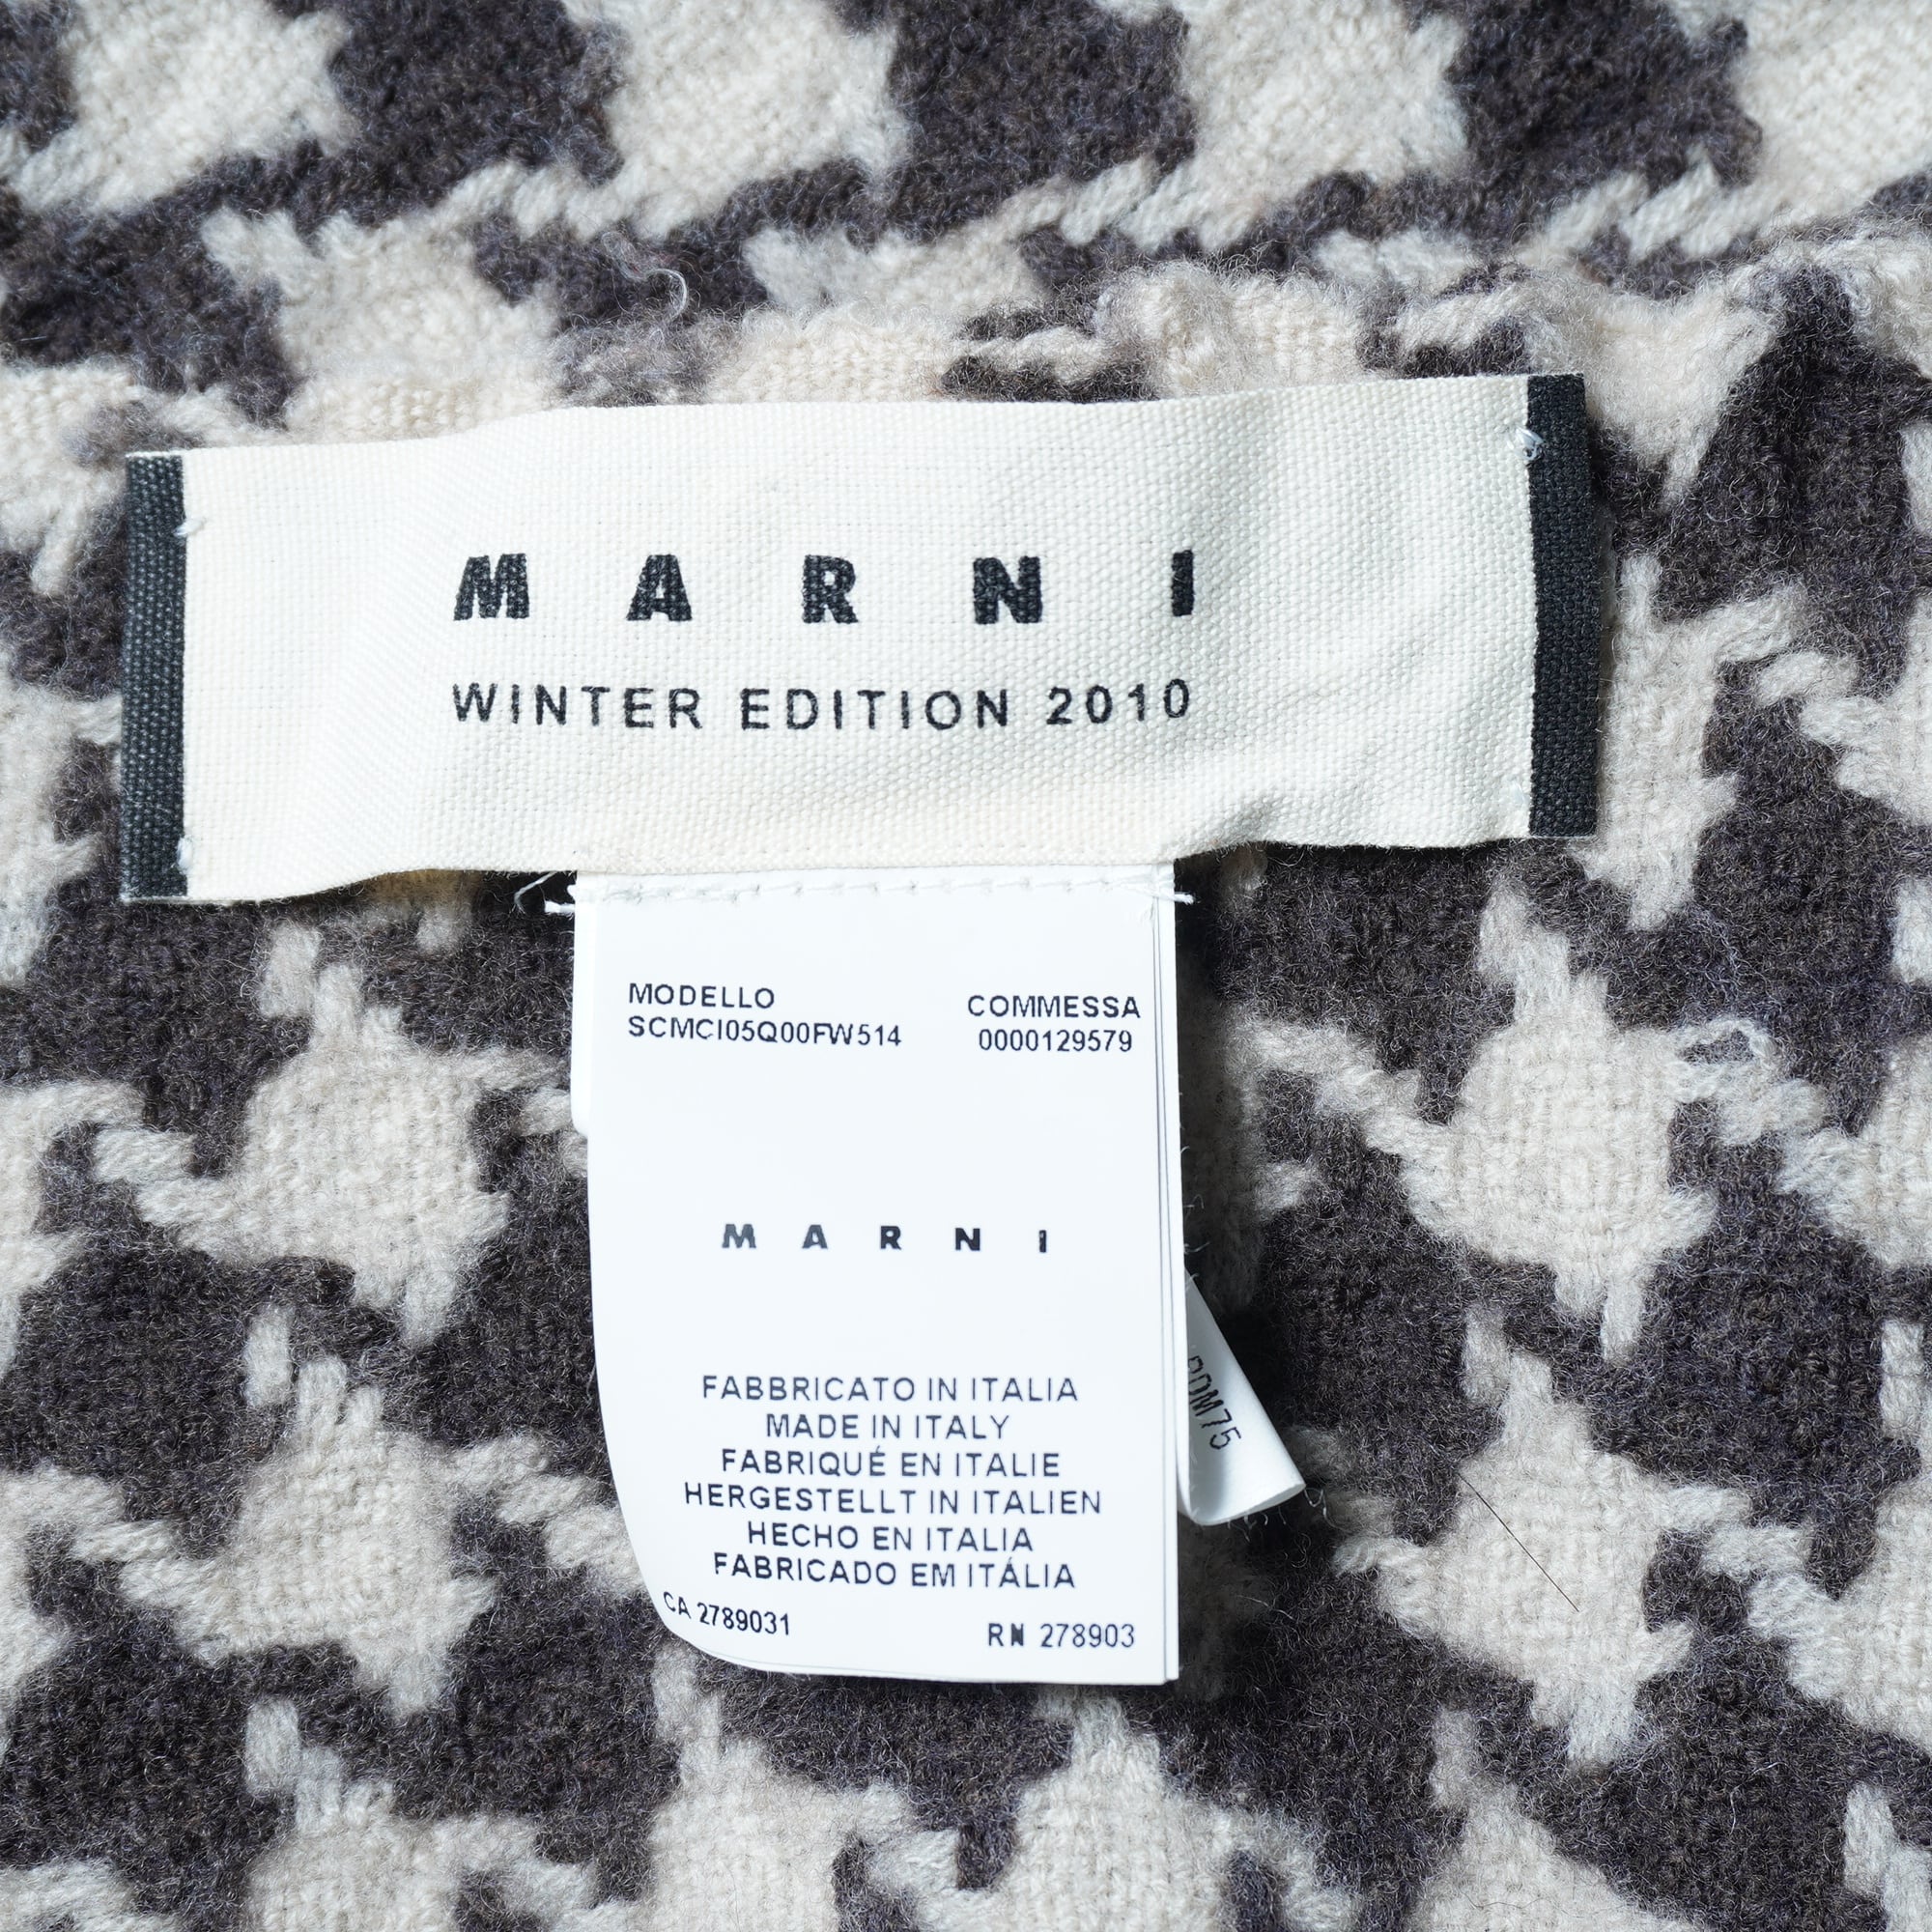 MARNI
WINTER EDITION 2010
MODELLO COMMESSA
SCMCI05Q00FW514 0000129579
MARNI
FABBRICATO IN ITALIA
MADE IN ITALY
FABRIQUÉ EN ITALIE
HERGESTELLT IN ITALIEN
HECHO EN ITALIA
FABRICADO EM ITÁLIA
CA 2789031 RN 278903